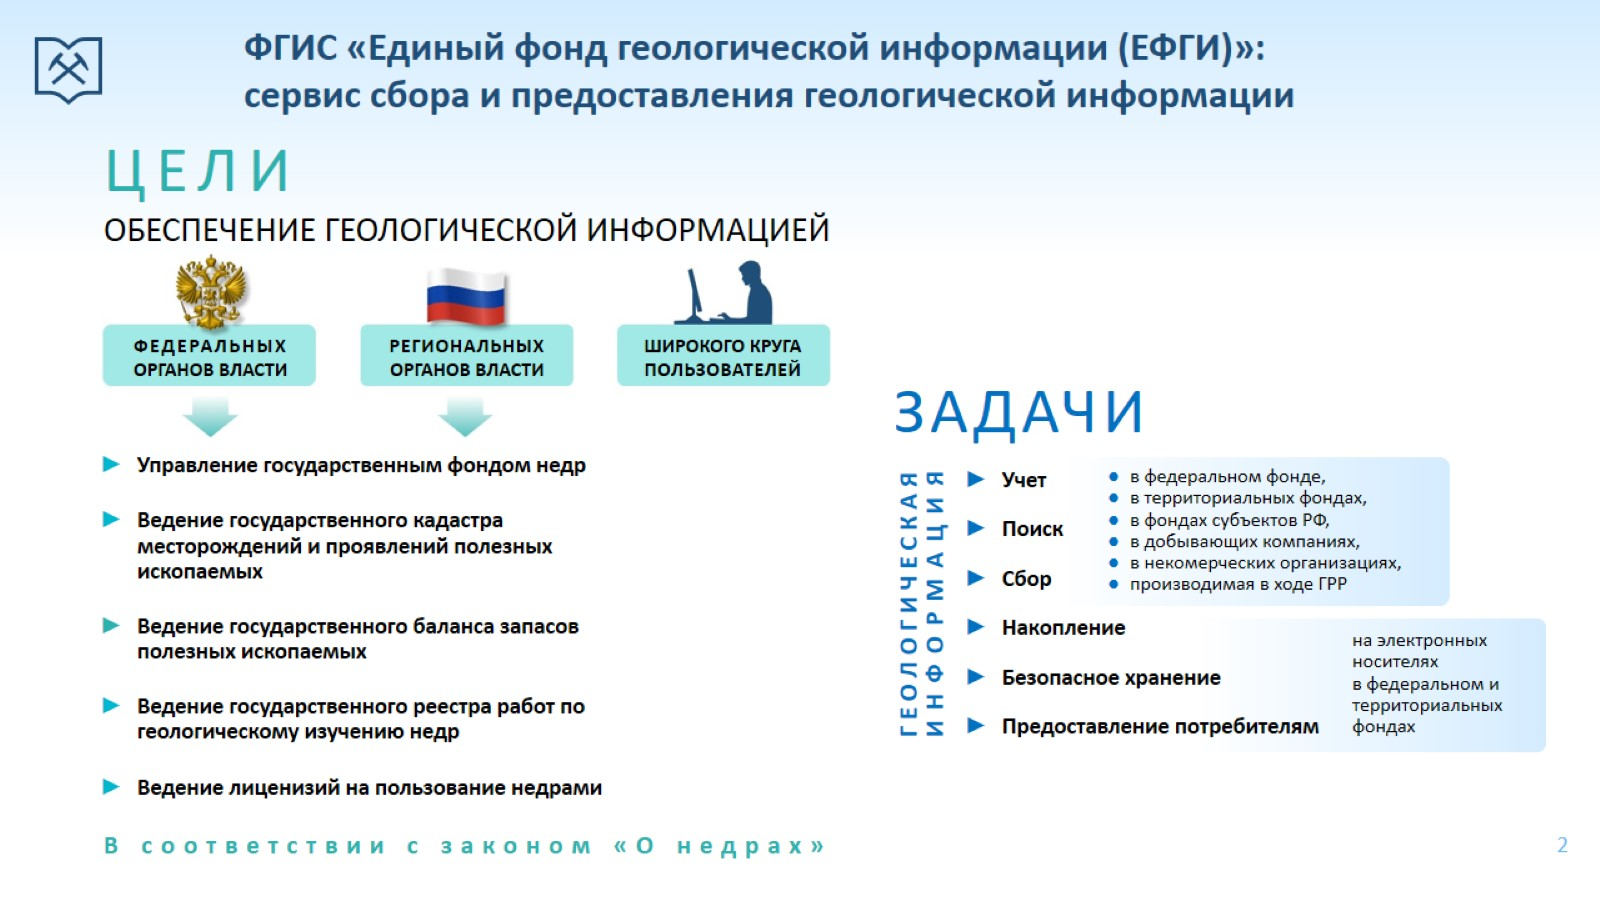 ФГИС «Единый фонд геологической информации (ЕФГИ)»:
сервис сбора и предоставления геологической информации
ЦЕЛИ
ОБЕСПЕЧЕНИЕ ГЕОЛОГИЧЕСКОЙ ИНФОРМАЦИЕЙ
ФЕДЕРАЛЬНЫХ
ОРГАНОВ ВЛАСТИ
РЕГИОНАЛЬНЫХ
ОРГАНОВ ВЛАСТИ
ШИРОКОГО КРУГА
ПОЛЬЗОВАТЕЛЕЙ
Управление государственным фондом недр
Ведение государственного кадастра
месторождений и проявлений полезных
ископаемых
Ведение государственного баланса запасов
полезных ископаемых
Ведение государственного реестра работ по
геологическому изучению недр
Ведение лиценизий на пользование недрами
В соответствии с законом «О недрах»
ЗАДАЧИ
ГЕОЛОГИЧЕСКАЯ
ИНФОРМАЦИЯ
Учет
Поиск
Сбор
• в федеральном фонде,
• в территориальных фондах,
• в фондах субъектов РФ,
• в добывающих компаниях,
• в некомерческих организациях,
• производимая в ходе ГРР
Накопление
Безопасное хранение
Предоставление потребителям
на электронных
носителях
в федеральном и
территориальных
фондах
2